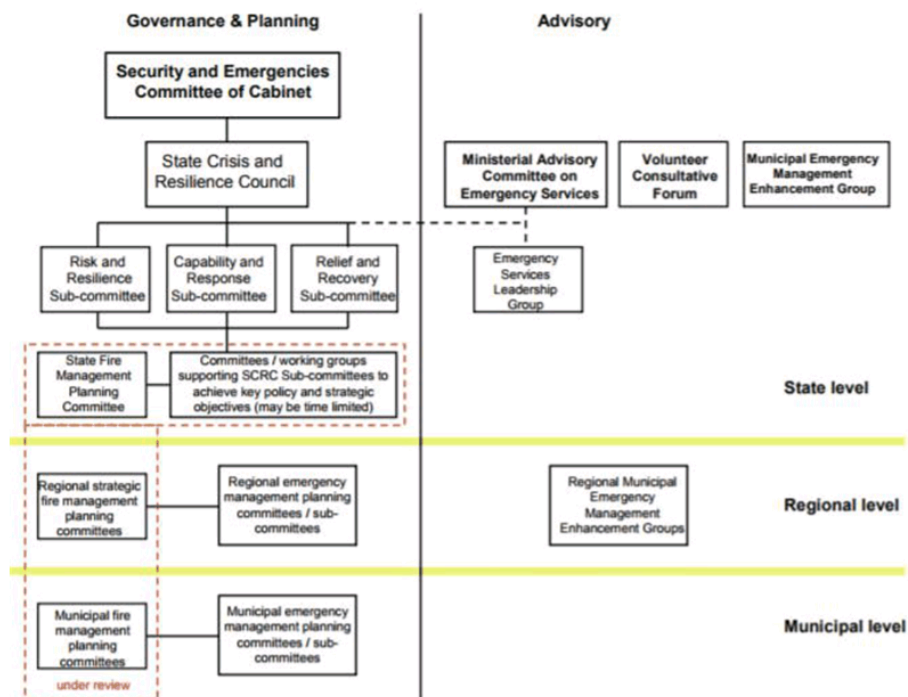 Governance & Planning
Advisory
Security and Emergencies
Committee of Cabinet
State Crisis and
Resilience Council
Ministerial Advisory
Committee on
Emergency Services
Volunteer
Consultative
Forum
Municipal Emergency
Management
Enhancement Group
Risk and
Resilience
Sub-committee
Capability and
Response
Sub-committee
Relief and
Recovery
Sub-committee
Emergency
Services
Leadership
Group
State Fire
Management
Planning
Committee
Committees / working groups
supporting SCRC Sub-committees to
achieve key policy and strategic
objectives (may be time limited)
State level
Regional strategic
fire management
planning
committees
Regional emergency
management planning
committees / sub-
committees
Regional Municipal
Emergency
Management
Enhancement Groups
Regional level
Municipal fire
management
planning
committees
Municipal emergency
management planning
committees / sub-
committees
Municipal level
under review